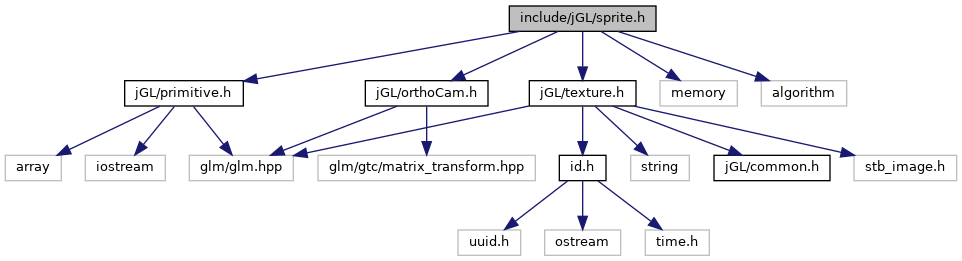 include/jGL/sprite.h
jGL/primitive.h
jGL/orthoCam.h
jGL/texture.h
memory
algorithm
array
iostream
glm/glm.hpp
glm/gtc/matrix_transform.hpp
id.h
string
jGL/common.h
stb_image.h
uuid.h
ostream
time.h